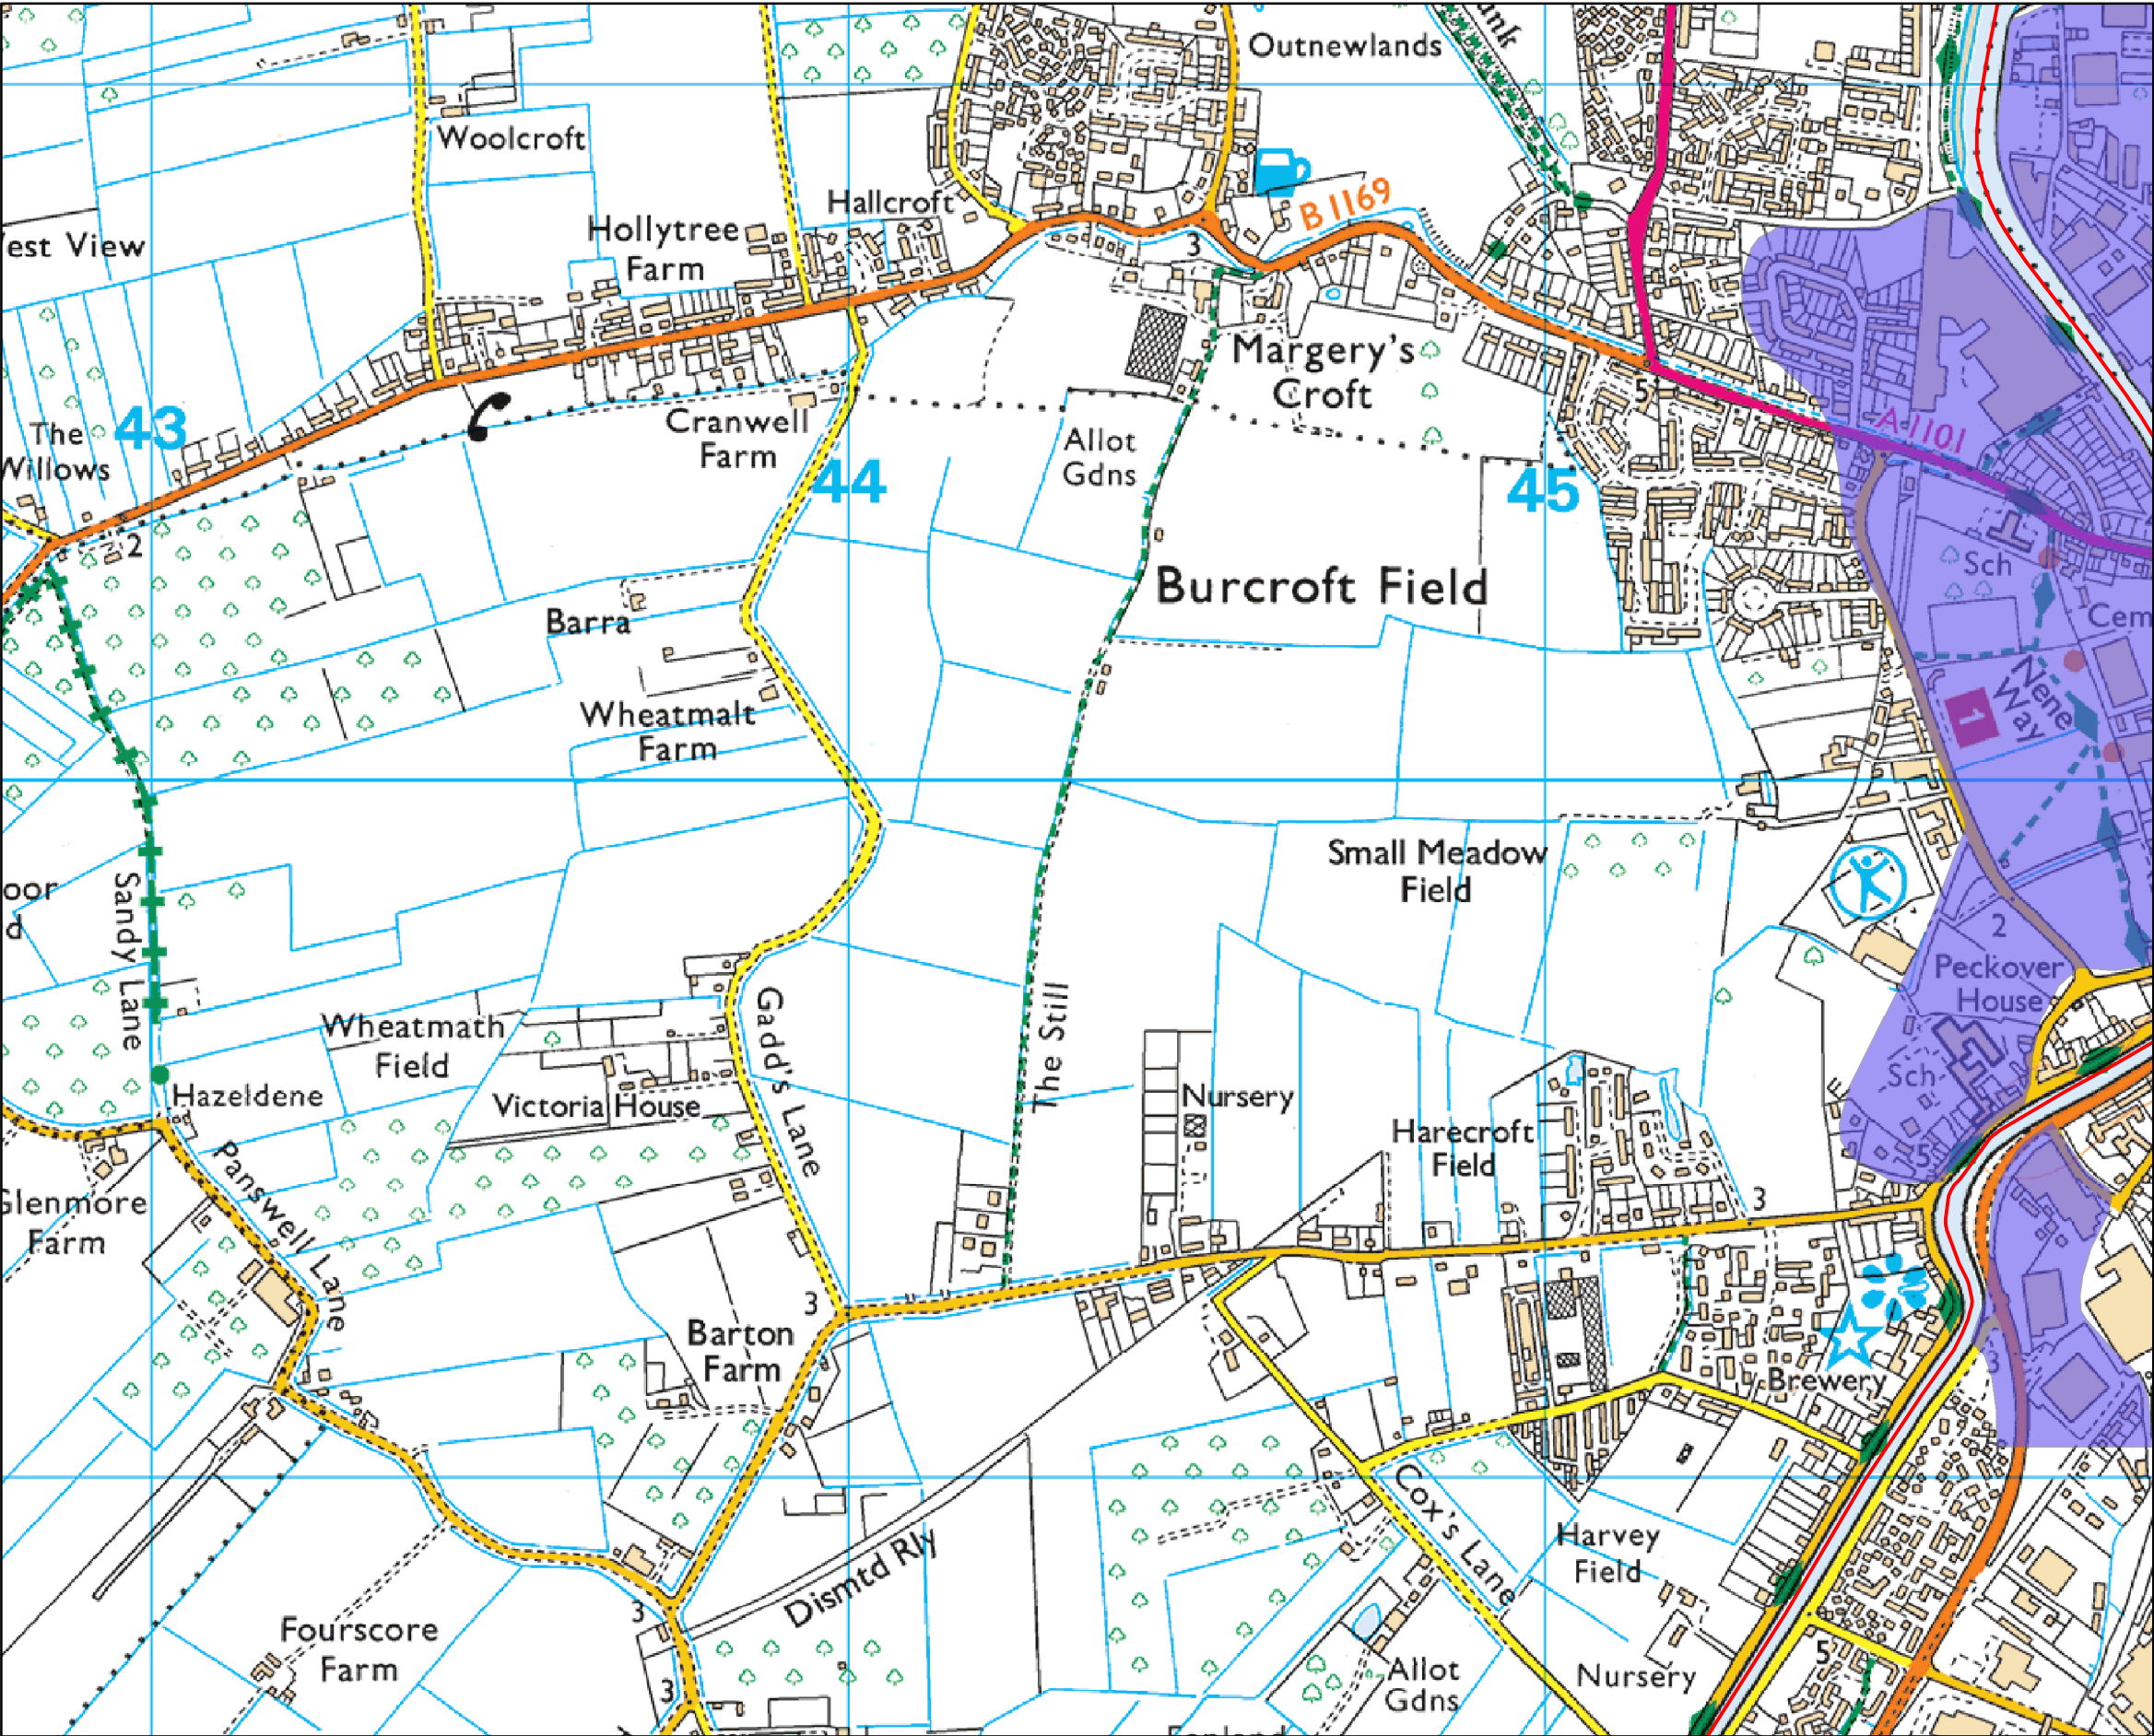 unk
Outnewlands
Woolcroft
Hallcroft
B 1169
Hollytree
Farm
est View
3
Margery's
Croft
5
The
Willows
43
Cranwell
Farm
Allot
Gdns
44
45
A 1101
2
Sch
Burcroft Field
Barra
Cem
Nene
Way
1
Wheatmalt
Farm
Small Meadow
Field
oor
d
Sandy Lane
2
Peckover
House
Gadd's Lane
The Still
Wheatmath
Field
Sch
Hazeldene
Victoria House
Nursery
Harecroft
Field
5
Panswell Lane
Glenmore
Farm
3
3
Barton
Farm
3
Brewery
Cox's Lane
Dismtd Rly
Harvey
Field
3
Fourscore
Farm
5
Allot
Gdns
Nursery
3